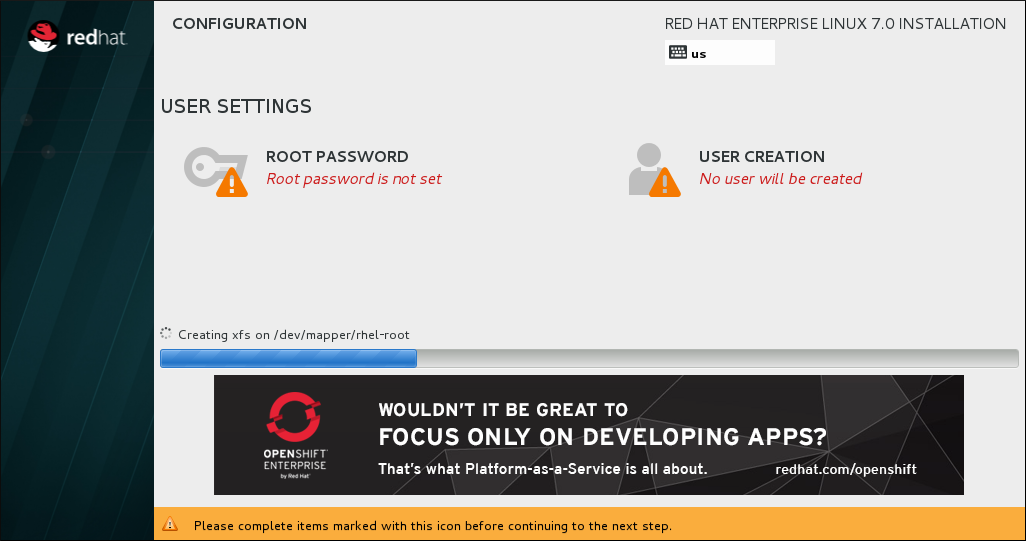 redhat.
CONFIGURATION
RED HAT ENTERPRISE LINUX 7.0 INSTALLATION
us
USER SETTINGS
ROOT PASSWORD
Root password is not set
USER CREATION
No user will be created
Creating xfs on /dev/mapper/rhel-root
OPENSHIFT
ENTERPRISE
by Red Hat®
WOULDN'T IT BE GREAT TO
FOCUS ONLY ON DEVELOPING APPS?
That's what Platform-as-a-Service is all about.
redhat.com/openshift
Please complete items marked with this icon before continuing to the next step.